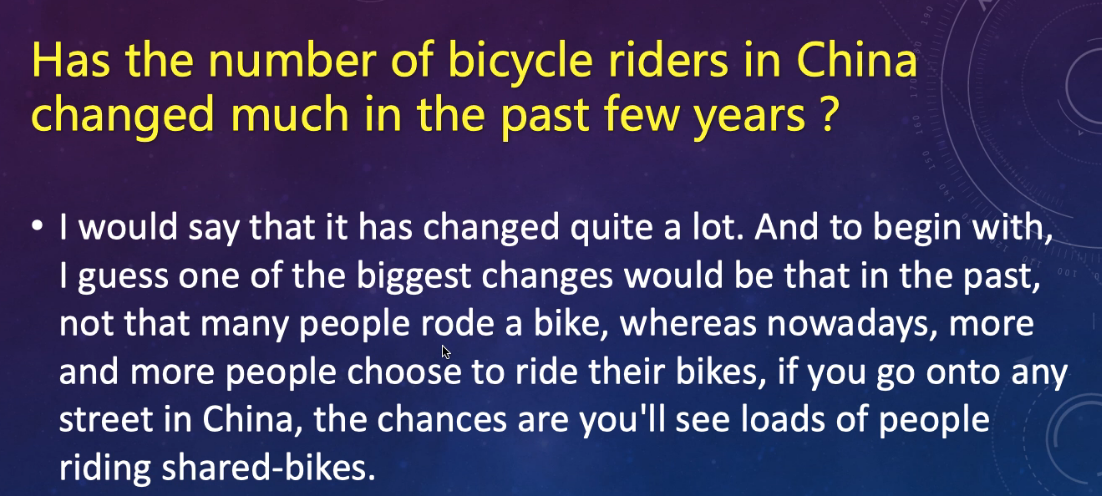 Has the number of bicycle riders in China
changed much in the past few years ?
• I would say that it has changed quite a lot. And to begin with,
I guess one of the biggest changes would be that in the past,
not that many people rode a bike, whereas nowadays, more
and more people choose to ride their bikes, if you go onto any
street in China, the chances are you'll see loads of people
riding shared-bikes.